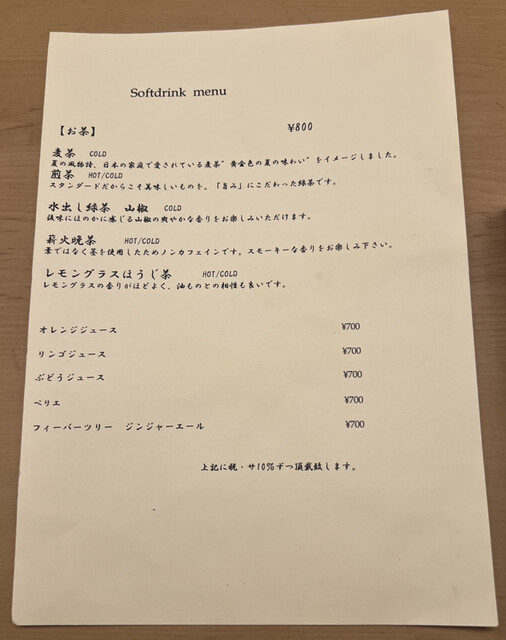 Softdrink menu
【お茶】 ¥800
麦茶 COLD
夏の風物詩、日本の家庭で愛されている麦茶"黄金色の夏の味わい"をイメージしました。
煎茶 HOT/COLD
スタンダードだからこそ美味しいものを。「旨み」にこだわった緑茶です。
水出し緑茶 山椒 COLD
後味にほのかに感じる山椒の爽やかな香りをお楽しみいただけます。
薪火晩茶 HOT/COLD
葉ではなく茎を使用したためノンカフェインです。スモーキーな香りをお楽しみ下さい。
レモングラスほうじ茶 HOT/COLD
レモングラスの香りがほどよく、油ものとの相性も良いです。
オレンジジュース ¥700
リンゴジュース ¥700
ぶどうジュース ¥700
ペリエ ¥700
フィーバーツリー ジンジャーエール ¥700
上記に税・サ10%ずつ頂戴致します。